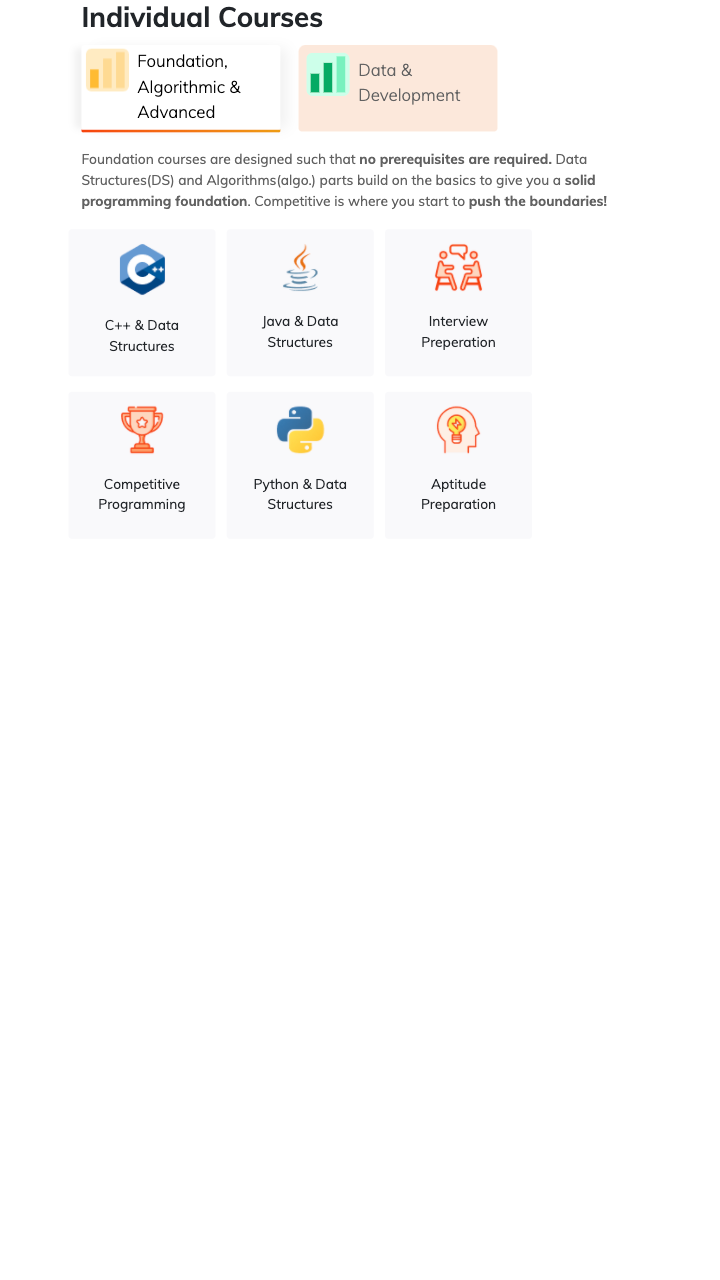 Individual Courses
Foundation,
Algorithmic &
Advanced
Data &
Development
Foundation courses are designed such that no prerequisites are required. Data
Structures(DS) and Algorithms(algo.) parts build on the basics to give you a solid
programming foundation. Competitive is where you start to push the boundaries!
C++
C++ & Data
Structures
Java & Data
Structures
Interview
Preperation
Competitive
Programming
Python & Data
Structures
Aptitude
Preparation